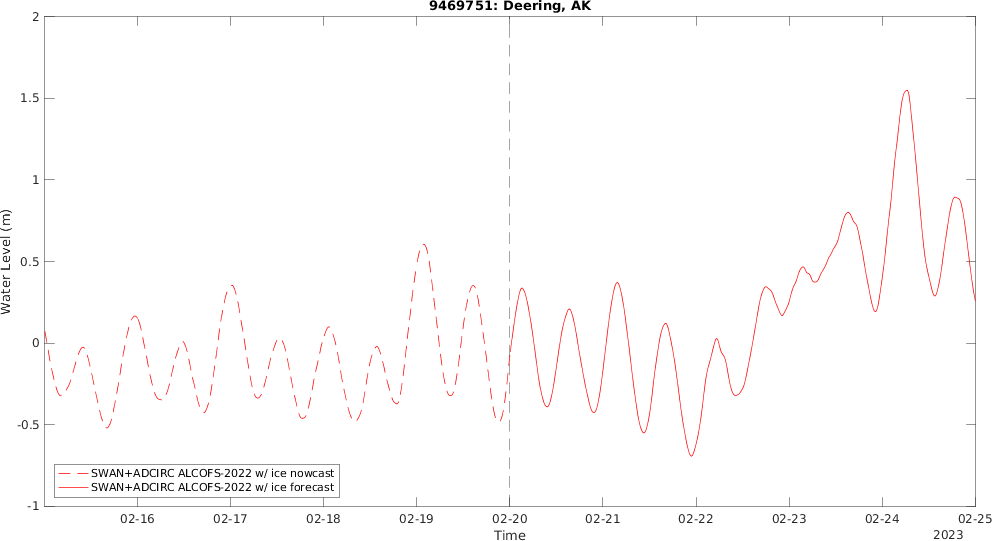 9469751: Deering, AK
2
1.5
1
0.5
0
-0.5
-1
Water Level (m)
SWAN+ADCIRC ALCOFS-2022 w/ ice nowcast
SWAN+ADCIRC ALCOFS-2022 w/ ice forecast
02-16 02-17 02-18 02-19 02-20 02-21 02-22 02-23 02-24 02-25
Time
2023